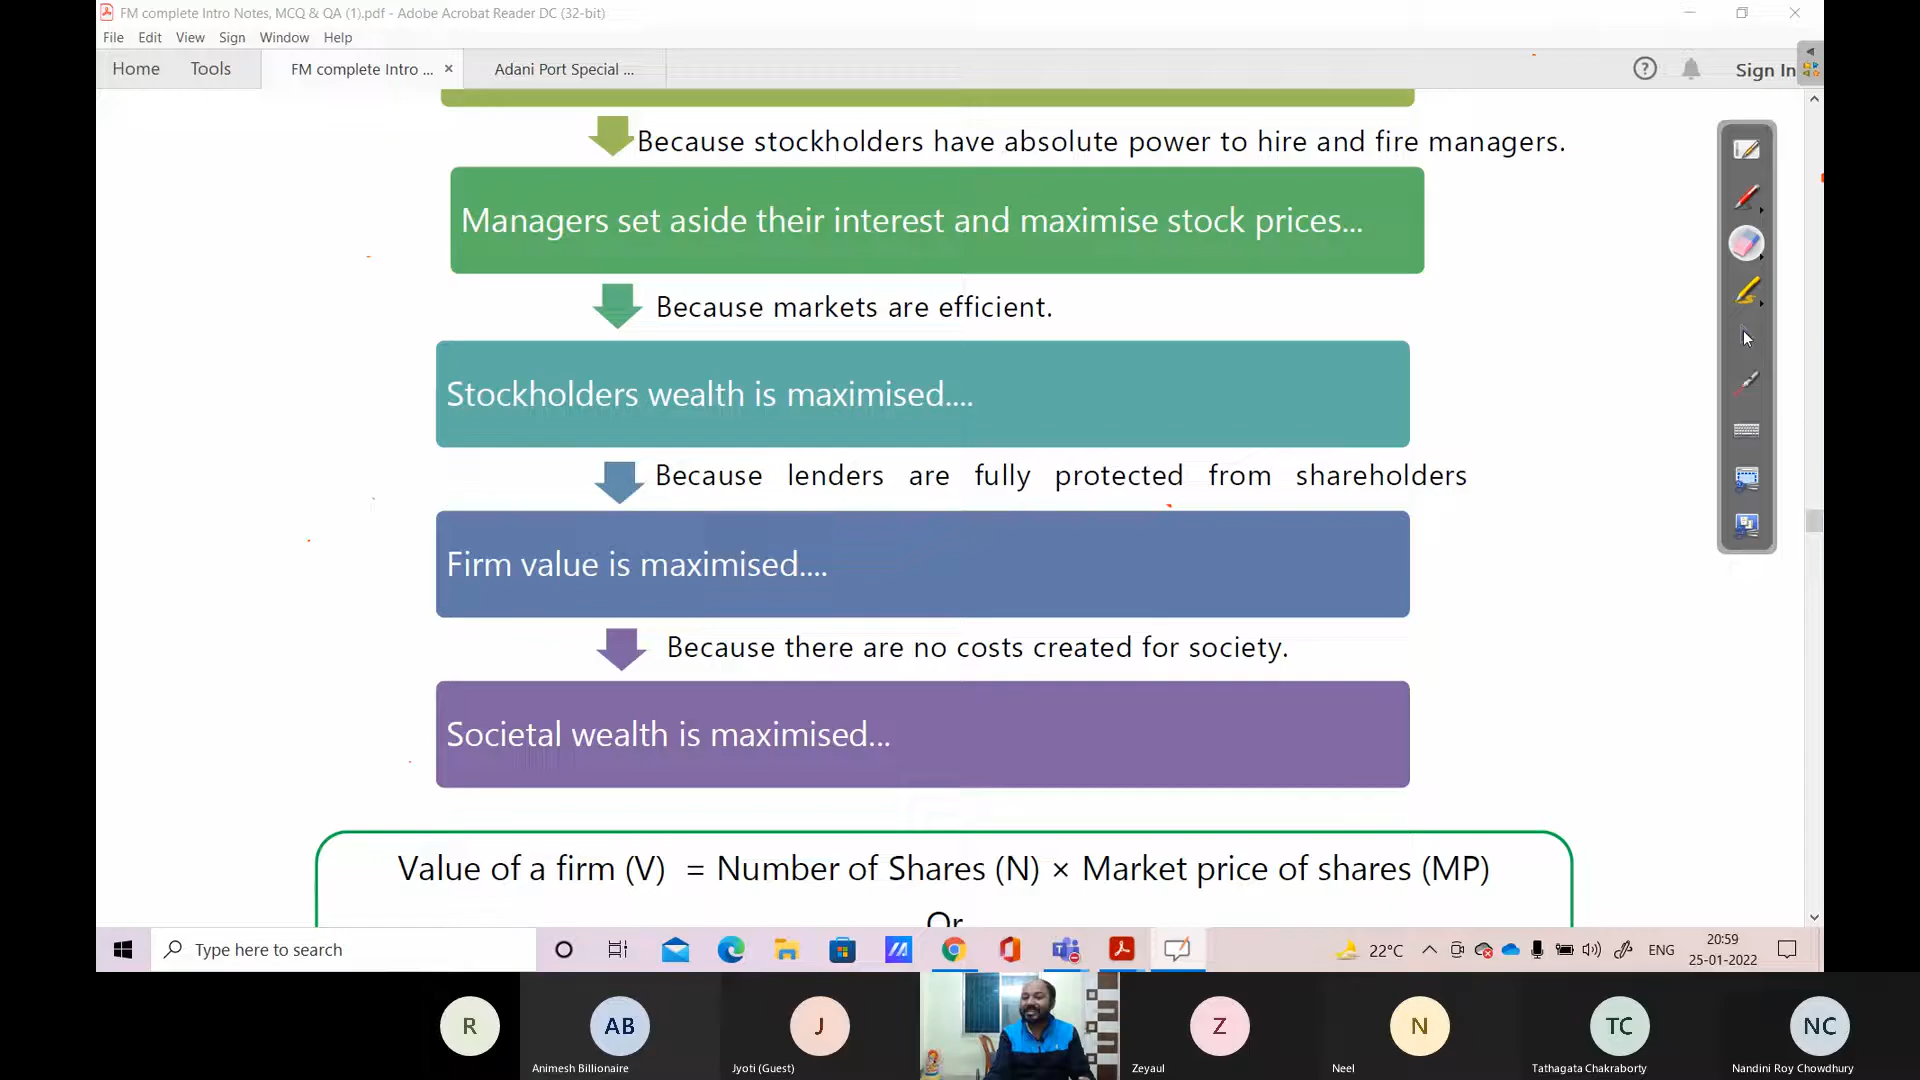 FM complete Intro Notes, MCQ & QA (1).pdf - Adobe Acrobat Reader DC (32-bit)
File Edit View Sign Window Help
Home Tools FM complete Intro ... × Adani Port Special ... Sign In
Because stockholders have absolute power to hire and fire managers.
Managers set aside their interest and maximise stock prices...
Because markets are efficient.
Stockholders wealth is maximised....
Because lenders are fully protected from shareholders
Firm value is maximised....
Because there are no costs created for society.
Societal wealth is maximised...
Value of a firm (V) = Number of Shares (N) × Market price of shares (MP)
Or
Type here to search 22°C ENG 20:59
25-01-2022
R AB J Z N TC NC
Animesh Billionaire Jyoti (Guest) Zeyaul Neel Tathagata Chakraborty Nandini Roy Chowdhury